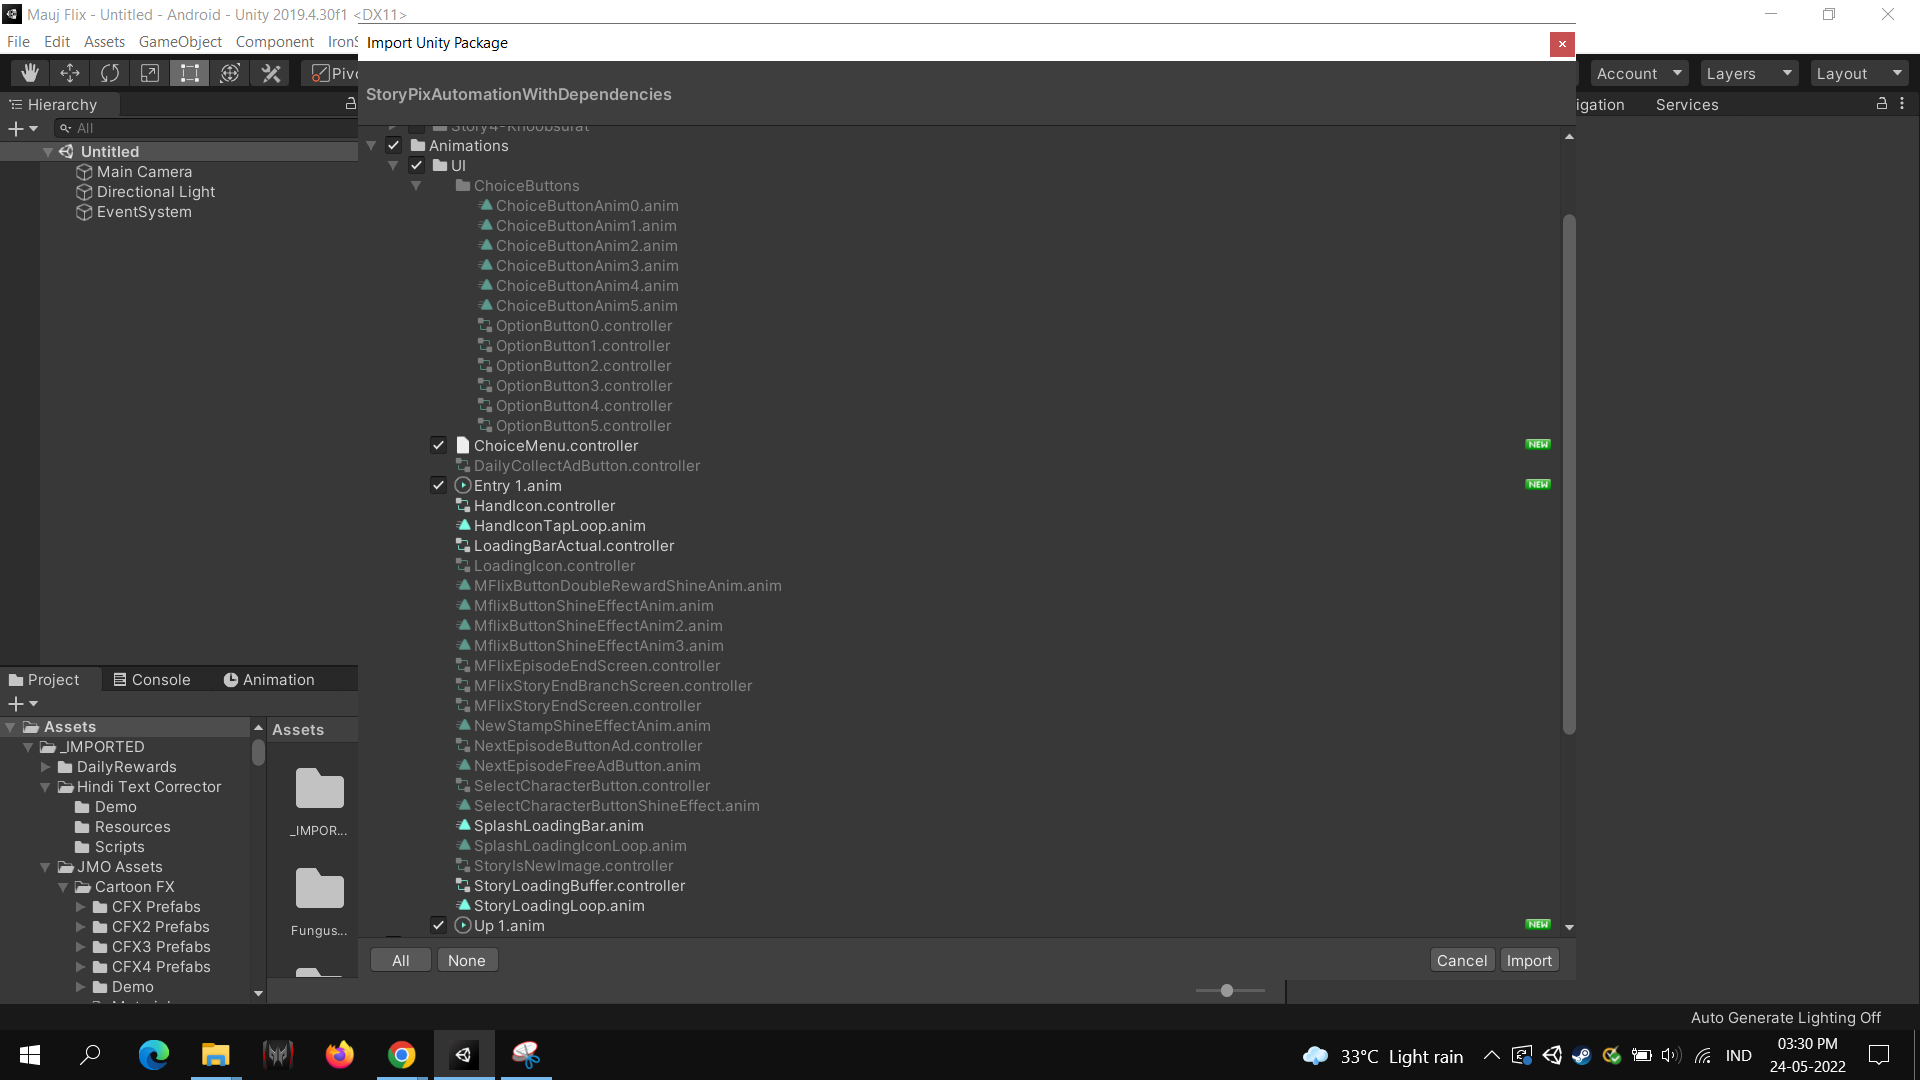 Mauj Flix - Untitled - Android - Unity 2019.4.30f1 <DX11>
File Edit Assets GameObject Component IronS
Import Unity Package
Pivo
Account Layers Layout
StoryPixAutomationWithDependencies
Hierarchy
igation Services
All
Untitled
Main Camera
Directional Light
EventSystem
Story4-Khoobsurat
Animations
UI
ChoiceButtons
ChoiceButtonAnim0.anim
ChoiceButtonAnim1.anim
ChoiceButtonAnim2.anim
ChoiceButtonAnim3.anim
ChoiceButtonAnim4.anim
ChoiceButtonAnim5.anim
OptionButton0.controller
OptionButton1.controller
OptionButton2.controller
OptionButton3.controller
OptionButton4.controller
OptionButton5.controller
ChoiceMenu.controller NEW
DailyCollectAdButton.controller
Entry 1.anim NEW
HandIcon.controller
HandIconTapLoop.anim
LoadingBarActual.controller
LoadingIcon.controller
MFlixButtonDoubleRewardShineAnim.anim
MflixButtonShineEffectAnim.anim
MflixButtonShineEffectAnim2.anim
MflixButtonShineEffectAnim3.anim
MFlixEpisodeEndScreen.controller
MFlixStoryEndBranchScreen.controller
MFlixStoryEndScreen.controller
NewStampShineEffectAnim.anim
NextEpisodeButtonAd.controller
NextEpisodeFreeAdButton.anim
SelectCharacterButton.controller
SelectCharacterButtonShineEffect.anim
SplashLoadingBar.anim
SplashLoadingIconLoop.anim
StoryIsNewImage.controller
StoryLoadingBuffer.controller
StoryLoadingLoop.anim
Up 1.anim NEW
All None Cancel Import
Project Console Animation
Assets
_IMPORTED
DailyRewards
Hindi Text Corrector
Demo
Resources
Scripts
JMO Assets
Cartoon FX
CFX Prefabs
CFX2 Prefabs
CFX3 Prefabs
CFX4 Prefabs
Demo
Assets
_IMPOR...
Fungus...
Auto Generate Lighting Off
33°C Light rain
IND
03:30 PM
24-05-2022